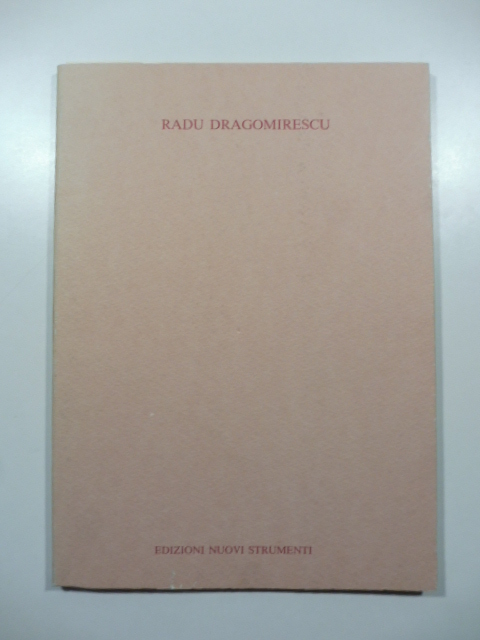 RADU DRAGOMIRESCU
EDIZIONI NUOVI STRUMENTI